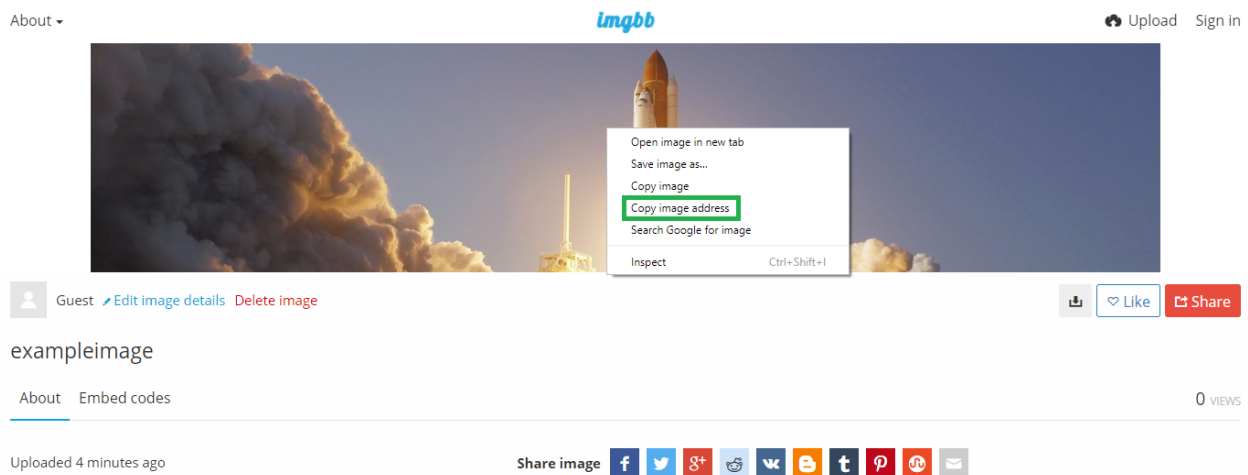 About
imgbb
Upload
Sign in
Open image in new tab
Save image as...
Copy image
Copy image address
Search Google for image
Inspect Ctrl+Shift+I
Guest Edit image details Delete image
Like
Share
exampleimage
About Embed codes
0 VIEWS
Uploaded 4 minutes ago
Share image